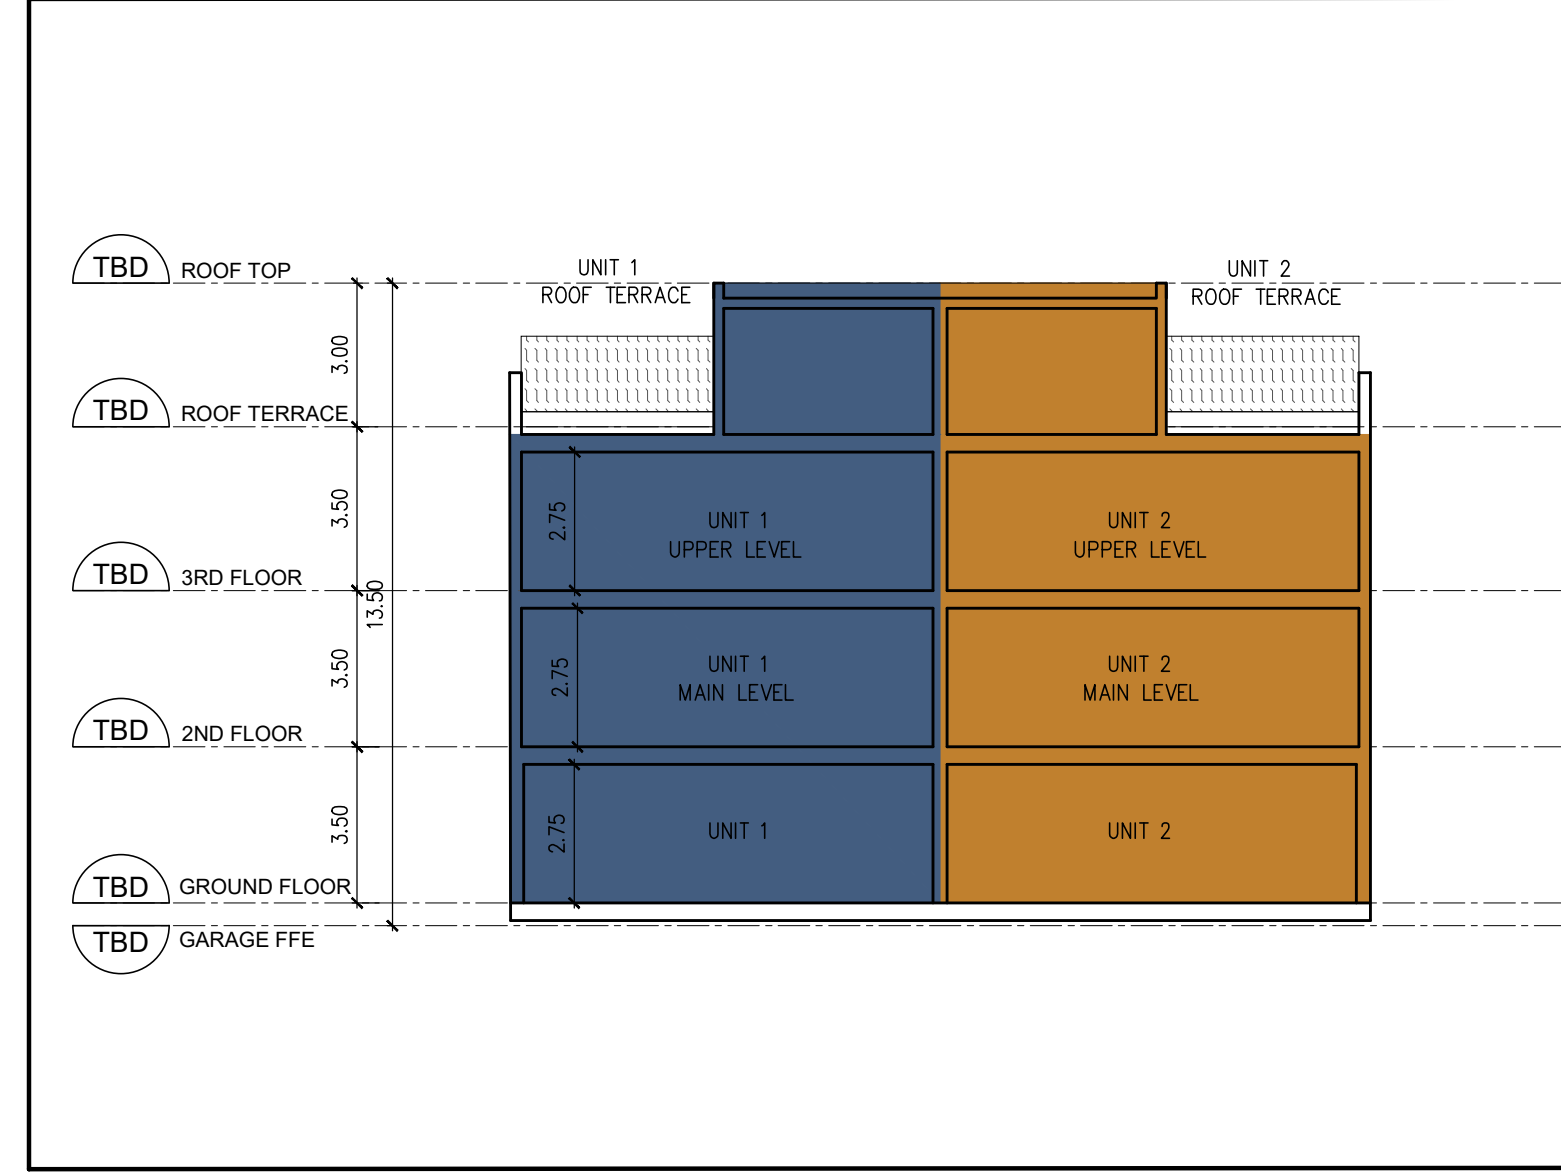 TBD ROOF TOP
UNIT 1
ROOF TERRACE
UNIT 2
ROOF TERRACE
3.00
TBD ROOF TERRACE
3.50
2.75
UNIT 1
UPPER LEVEL
UNIT 2
UPPER LEVEL
TBD 3RD FLOOR
13.50
3.50
2.75
UNIT 1
MAIN LEVEL
UNIT 2
MAIN LEVEL
TBD 2ND FLOOR
3.50
2.75
UNIT 1
UNIT 2
TBD GROUND FLOOR
TBD GARAGE FFE